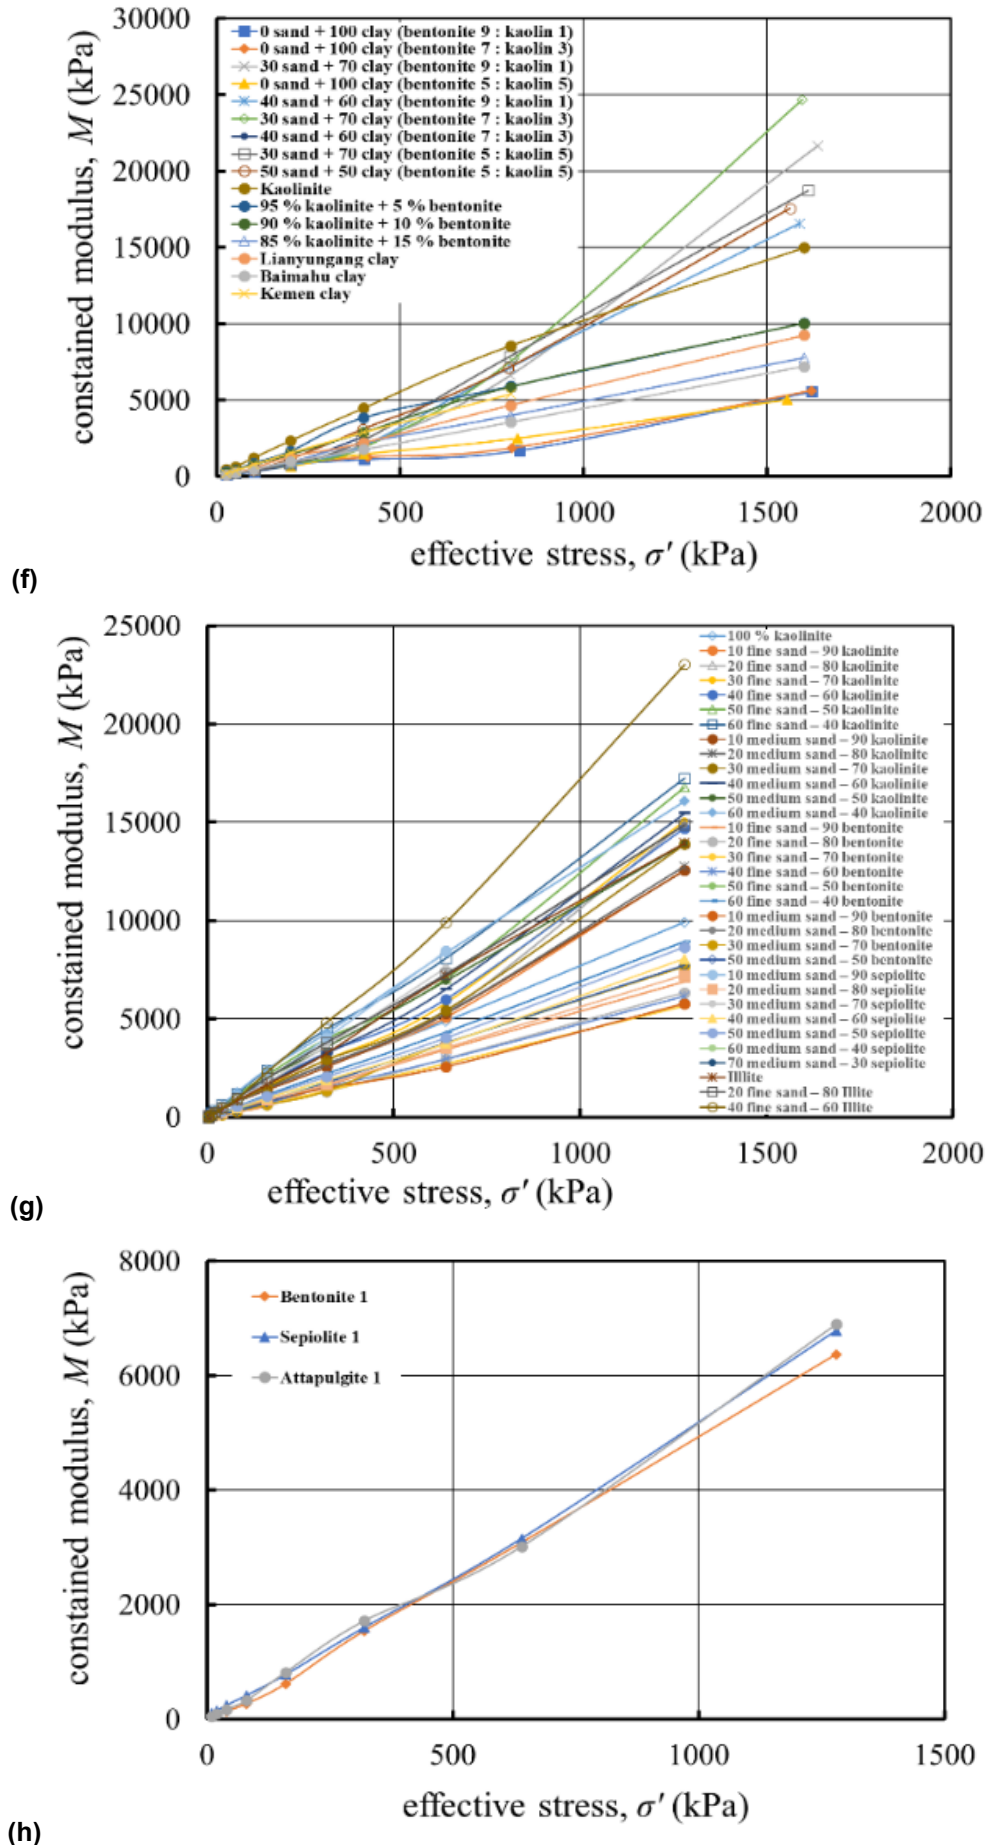 30000
25000
20000
15000
10000
5000
0
constained modulus, M (kPa)
0 sand + 100 clay (bentonite 9 : kaolin 1)
0 sand + 100 clay (bentonite 7 : kaolin 3)
30 sand + 70 clay (bentonite 9 : kaolin 1)
0 sand + 100 clay (bentonite 5 : kaolin 5)
40 sand + 60 clay (bentonite 9 : kaolin 1)
30 sand + 70 clay (bentonite 7 : kaolin 3)
40 sand + 60 clay (bentonite 7 : kaolin 3)
30 sand + 70 clay (bentonite 5 : kaolin 5)
50 sand + 50 clay (bentonite 5 : kaolin 5)
Kaolinite
95 % kaolinite + 5 % bentonite
90 % kaolinite + 10 % bentonite
85 % kaolinite + 15 % bentonite
Lianyungang clay
Baimahu clay
Kemen clay
0 500 1000 1500 2000
effective stress, σ′ (kPa)
(f)
25000
20000
15000
10000
5000
0
constained modulus, M (kPa)
100 % kaolinite
10 fine sand – 90 kaolinite
20 fine sand – 80 kaolinite
30 fine sand – 70 kaolinite
40 fine sand – 60 kaolinite
50 fine sand – 50 kaolinite
60 fine sand – 40 kaolinite
10 medium sand – 90 kaolinite
20 medium sand – 80 kaolinite
30 medium sand – 70 kaolinite
40 medium sand – 60 kaolinite
50 medium sand – 50 kaolinite
60 medium sand – 40 kaolinite
10 fine sand – 90 bentonite
20 fine sand – 80 bentonite
30 fine sand – 70 bentonite
40 fine sand – 60 bentonite
50 fine sand – 50 bentonite
60 fine sand – 40 bentonite
10 medium sand – 90 bentonite
20 medium sand – 80 bentonite
30 medium sand – 70 bentonite
50 medium sand – 50 bentonite
10 medium sand – 90 sepiolite
20 medium sand – 80 sepiolite
30 medium sand – 70 sepiolite
40 medium sand – 60 sepiolite
50 medium sand – 50 sepiolite
60 medium sand – 40 sepiolite
70 medium sand – 30 sepiolite
Illlite
20 fine sand – 80 Illite
40 fine sand – 60 Illite
0 500 1000 1500 2000
effective stress, σ′ (kPa)
(g)
8000
6000
4000
2000
0
constained modulus, M (kPa)
Bentonite 1
Sepiolite 1
Attapulgite 1
0 500 1000 1500
effective stress, σ′ (kPa)
(h)